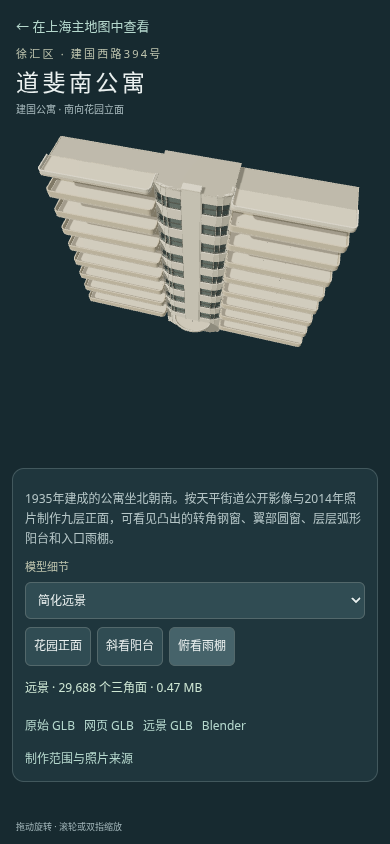 ← 在上海主地图中查看
徐汇区 · 建国西路394号
道斐南公寓
建国公寓 · 南向花园立面
1935年建成的公寓坐北朝南。按天平街道公开影像与2014年照
片制作九层正面，可看见凸出的转角钢窗、翼部圆窗、层层弧形
阳台和入口雨棚。
模型细节
简化远景
花园正面 斜看阳台 俯看雨棚
远景 · 29,688 个三角面 · 0.47 MB
原始 GLB 网页 GLB 远景 GLB Blender
制作范围与照片来源
拖动旋转 · 滚轮或双指缩放